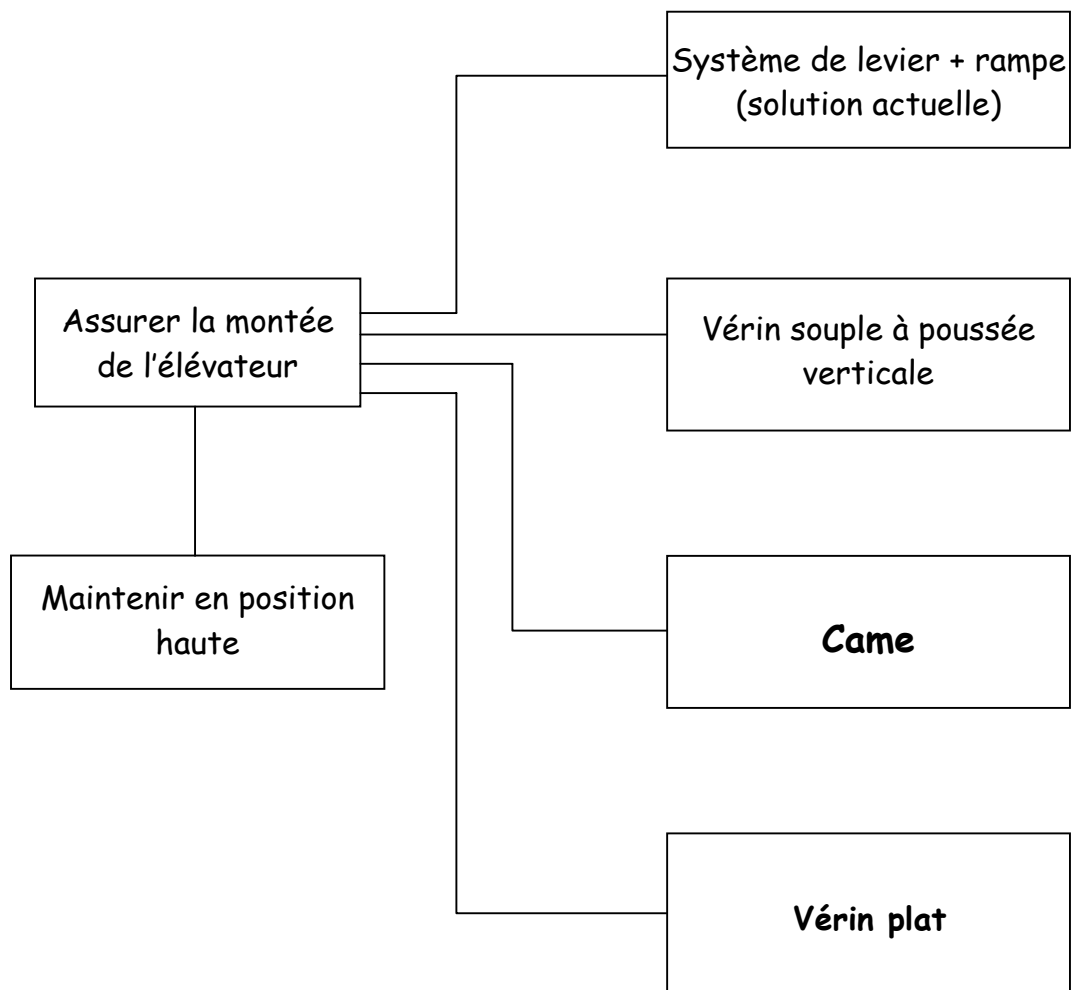 Système de levier + rampe
(solution actuelle)
Assurer la montée
de l'élévateur
Vérin souple à poussée
verticale
Maintenir en position
haute
Came
Vérin plat